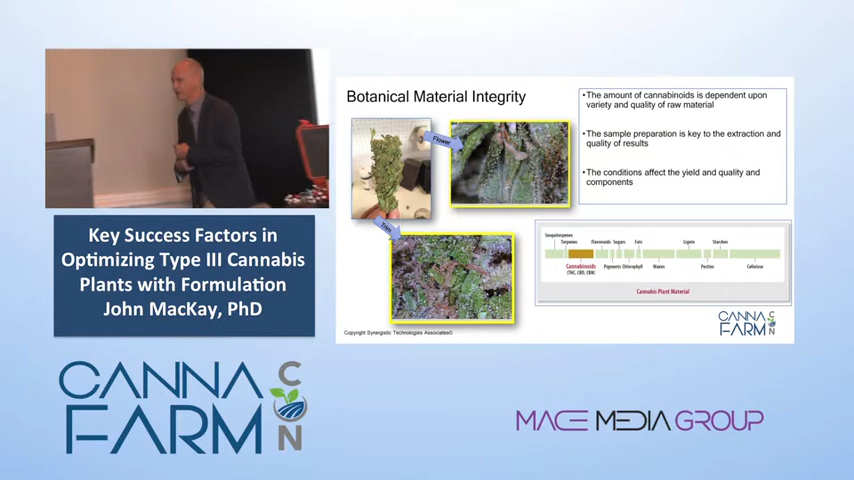 Botanical Material Integrity
Flower
Trim
•The amount of cannabinoids is dependent upon
variety and quality of raw material
•The sample preparation is key to the extraction and
quality of results
•The conditions affect the yield and quality and
components
Sesquiterpenes
Terpenes Flavonoids Sugars Fats Lignin Starches
Cannabinoids Pigments Chlorophyll Waxes Pectins Cellulose
(THC, CBD, CBN)
Cannabis Plant Material
Copyright Synergistic Technologies Associates©
CANNA
FARM
CON
Key Success Factors in
Optimizing Type III Cannabis
Plants with Formulation
John MacKay, PhD
CANNA
FARM
CON
MACE MEDIA GROUP